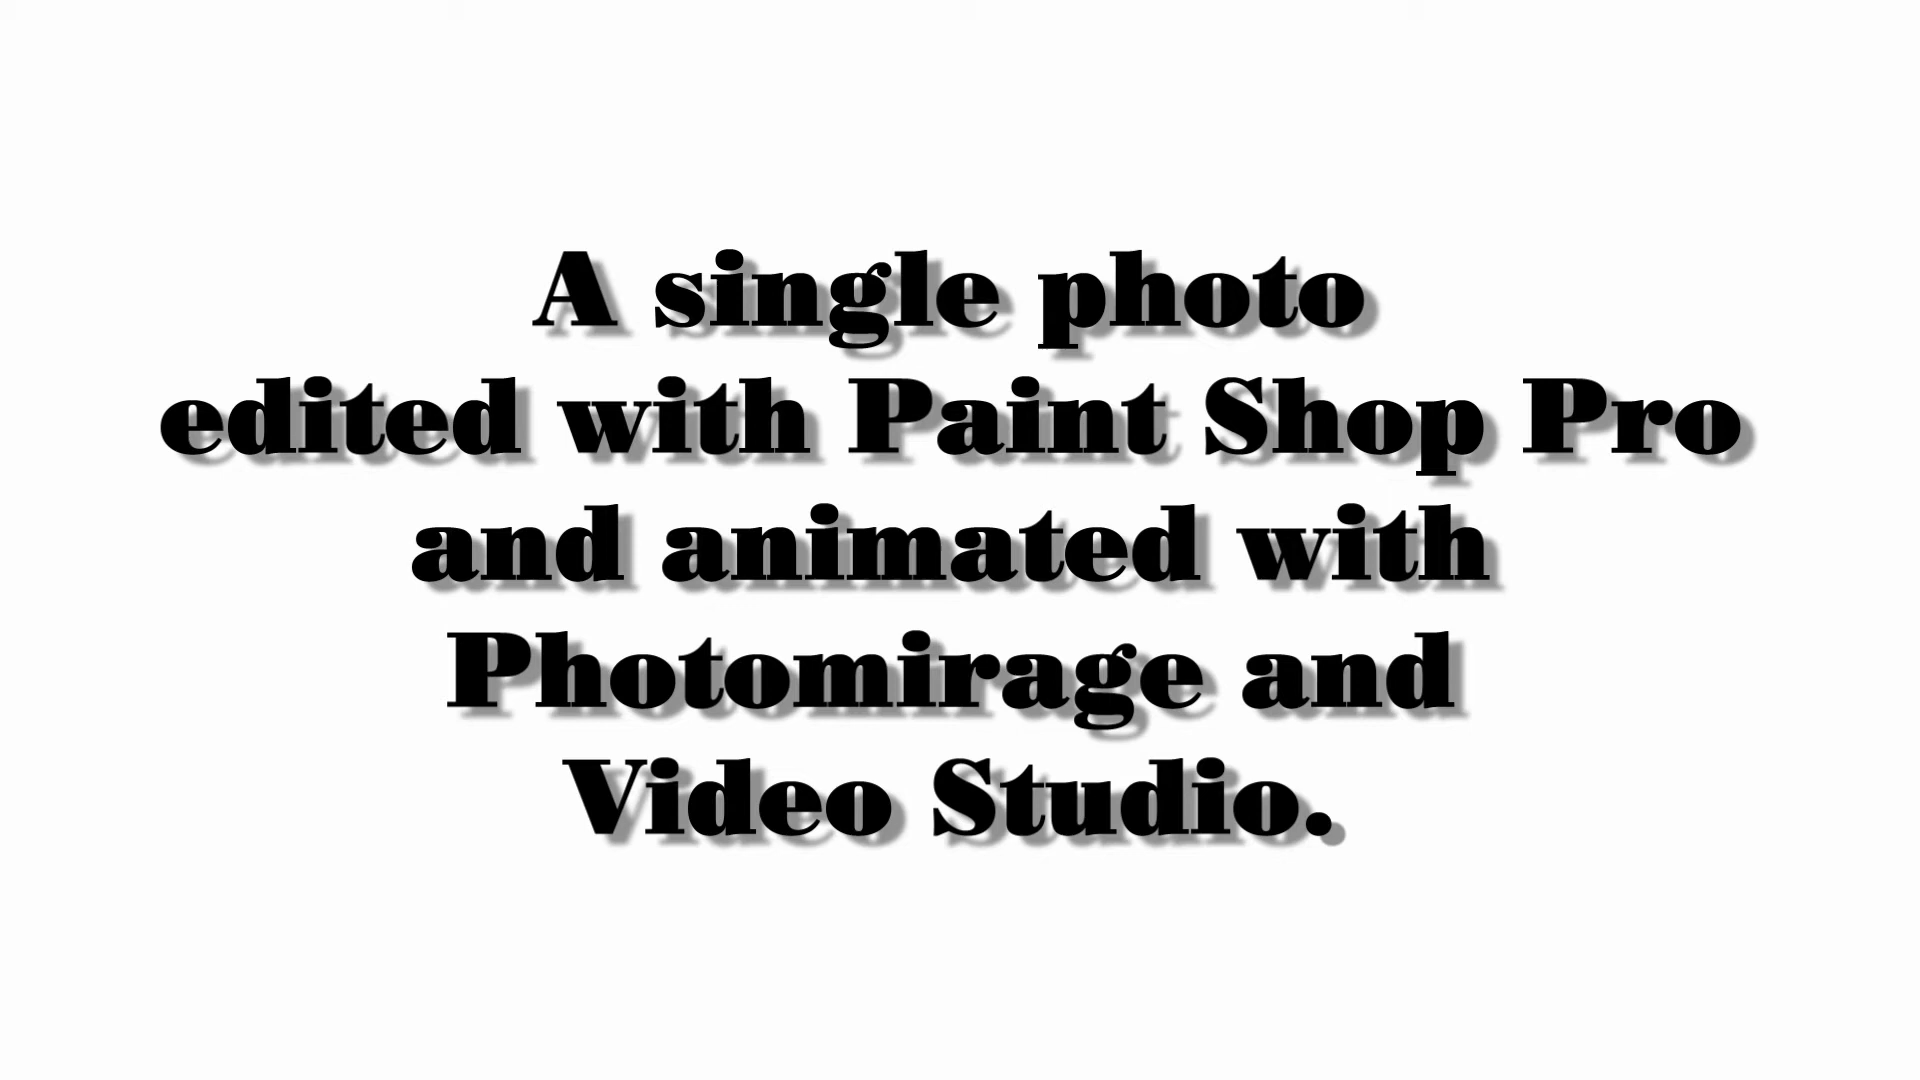 A single photo
edited with Paint Shop Pro
and animated with
Photomirage and
Video Studio.